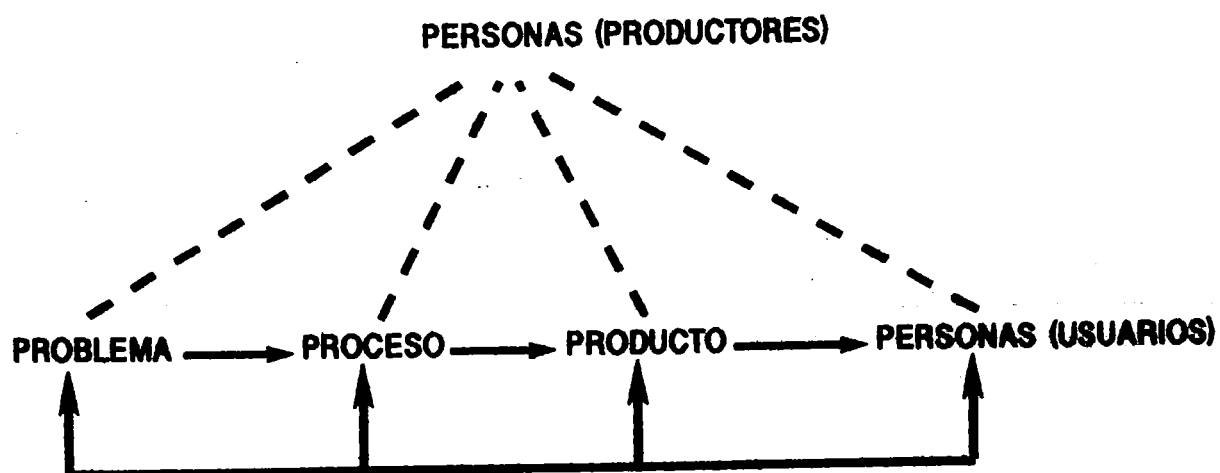 PERSONAS (PRODUCTORES)
PROBLEMA PROCESO PRODUCTO PERSONAS (USUARIOS)